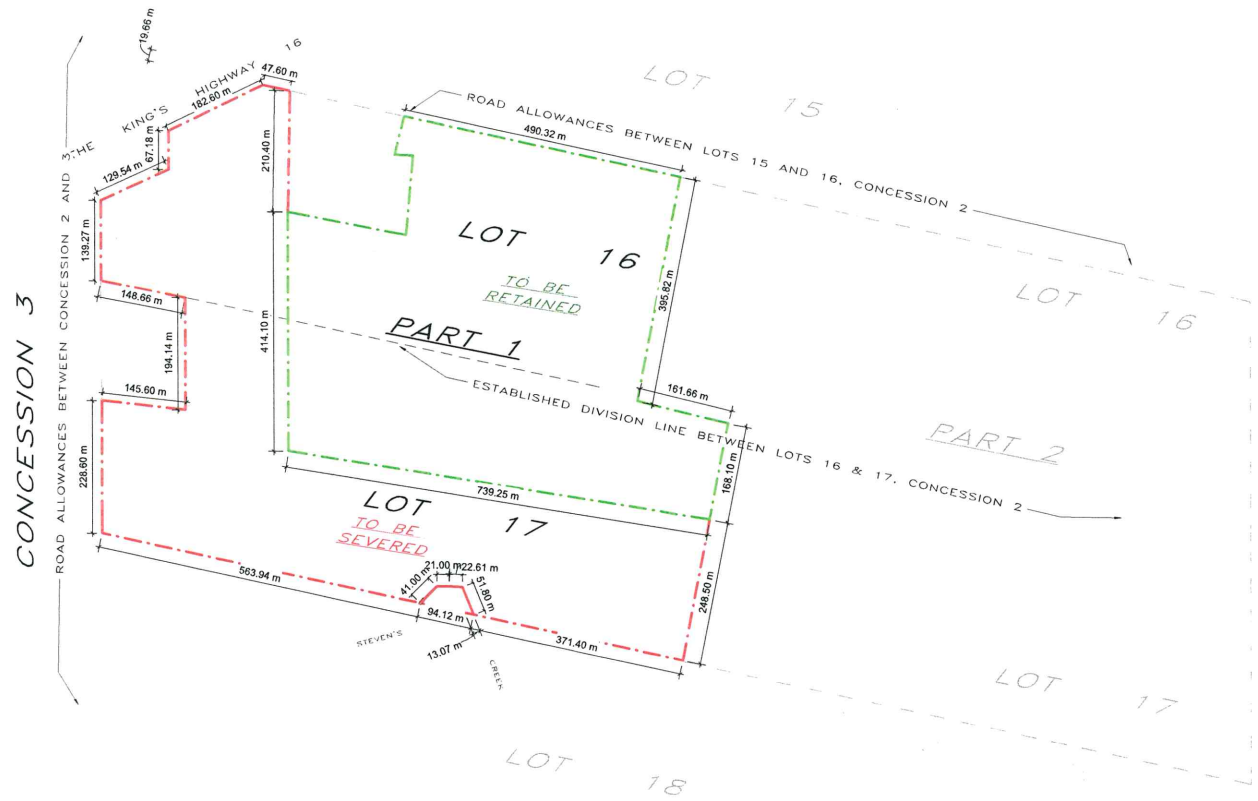 19.66 m
THE KING'S HIGHWAY 16
47.60 m
182.60 m
67.18 m
129.54 m
210.40 m
139.27 m
148.66 m
194.14 m
145.60 m
228.60 m
414.10 m
CONCESSION 3
ROAD ALLOWANCES BETWEEN CONCESSION 2 AND 3
LOT 15
ROAD ALLOWANCES BETWEEN LOTS 15 AND 16, CONCESSION 2
490.32 m
LOT 16
TO BE
RETAINED
395.82 m
PART 1
ESTABLISHED DIVISION LINE BETWEEN LOTS 16 & 17, CONCESSION 2
161.66 m
168.10 m
739.25 m
LOT 16
PART 2
LOT 17
TO BE
SEVERED
248.50 m
563.94 m
41.00 m
21.00 m
22.61 m
51.80 m
94.12 m
13.07 m
371.40 m
STEVEN'S
CREEK
LOT 17
LOT 18